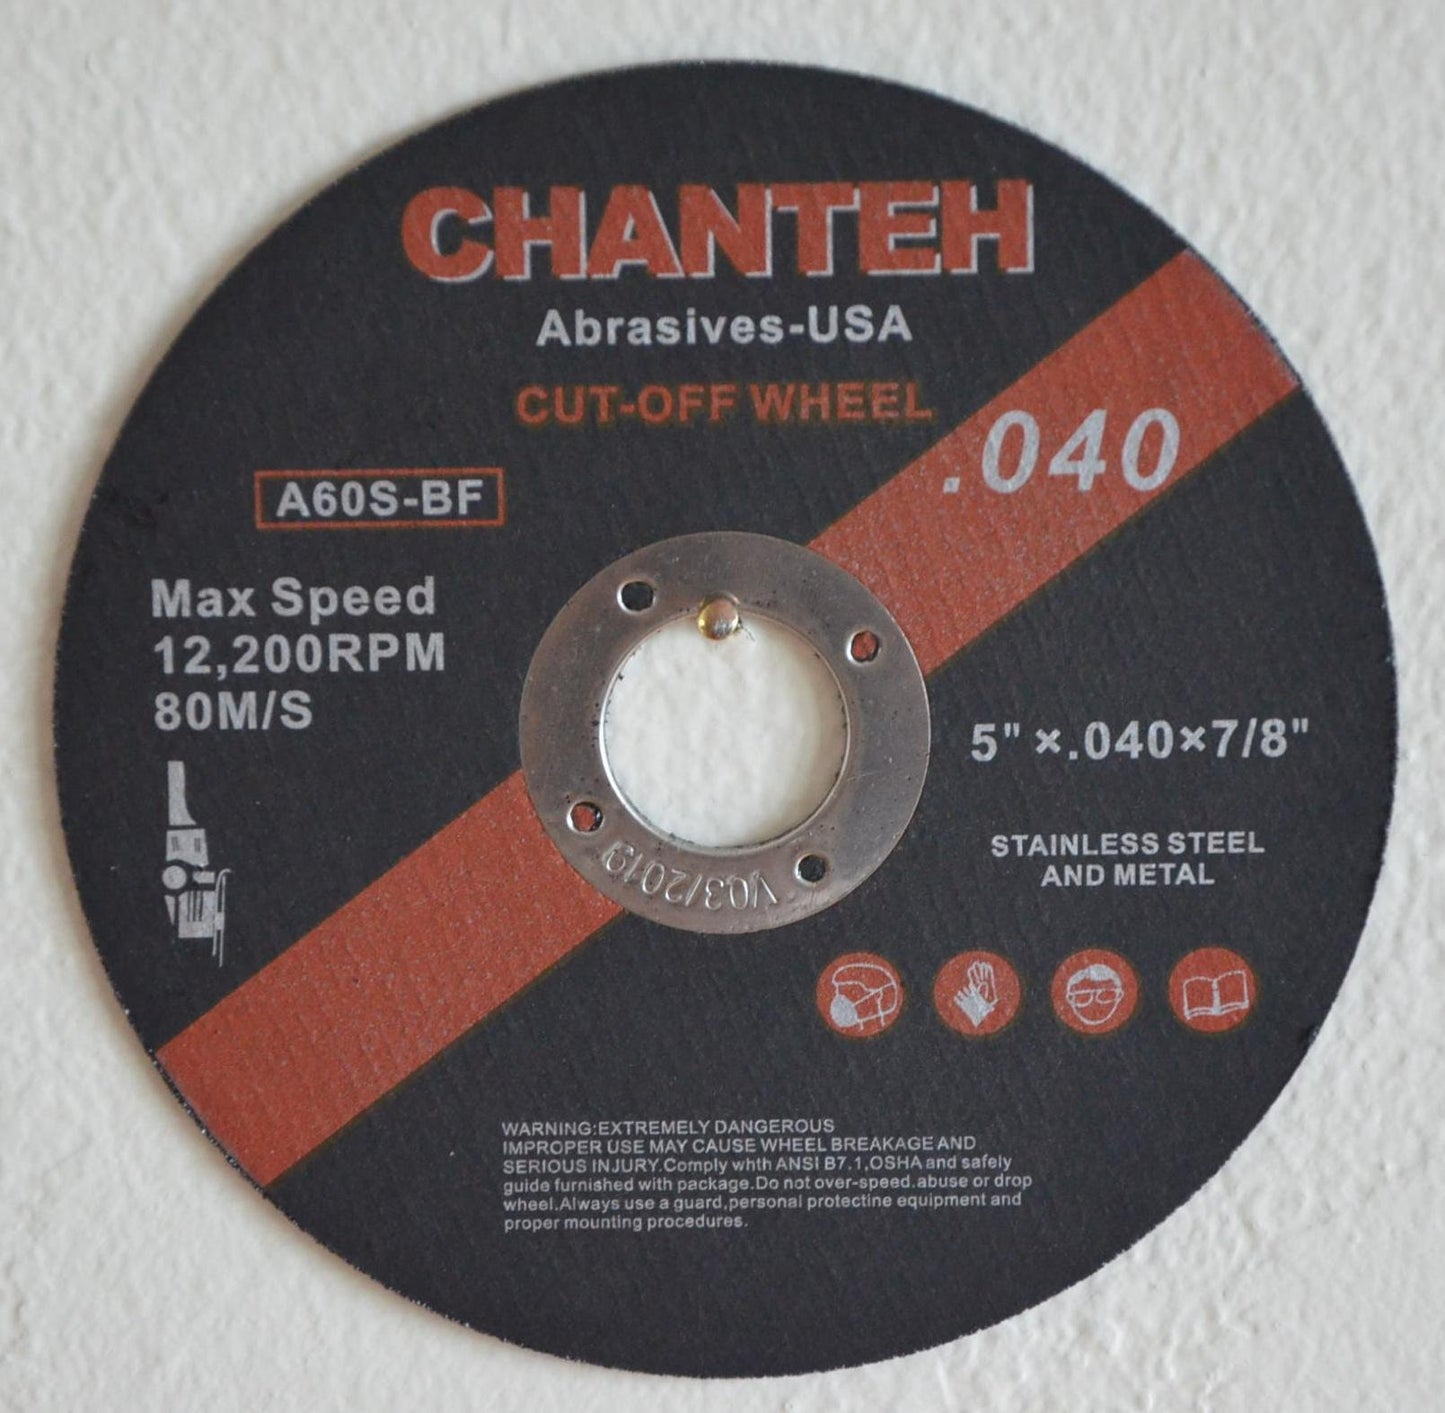 CHANTEH
Abrasives-USA
CUT-OFF WHEEL
.040
A60S-BF
Max Speed
12,200RPM
80M/S
5" ×.040×7/8"
STAINLESS STEEL
AND METAL
V03/2019
WARNING:EXTREMELY DANGEROUS
IMPROPER USE MAY CAUSE WHEEL BREAKAGE AND
SERIOUS INJURY.Comply whth ANSI B7.1,OSHA and safely
guide furnished with package.Do not over-speed.abuse or drop
wheel.Always use a guard,personal protectine equipment and
proper mounting procedures.